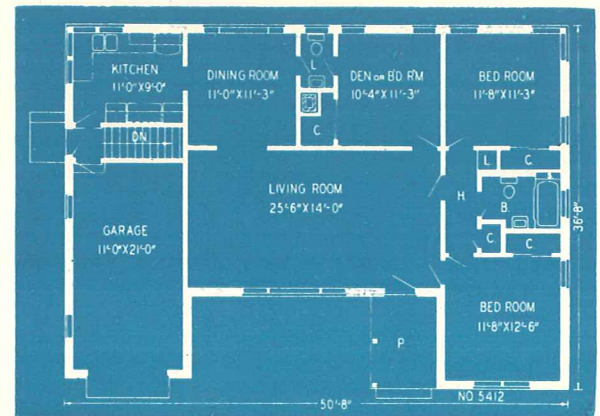 KITCHEN
11'-0"X9'-0"
DINING ROOM
11'-0"X11'-3"
L.
DEN OR B'D R'M
10'-4"X11'-3"
BED ROOM
11'-8"X11'-3"
C.
DN
L.
C.
LIVING ROOM
25'-6"X14'-0"
H.
B.
GARAGE
11'-0"X21'-0"
C.
C.
36'-8"
BED ROOM
11'-8"X12'-6"
P
NO 5412
50'-8"